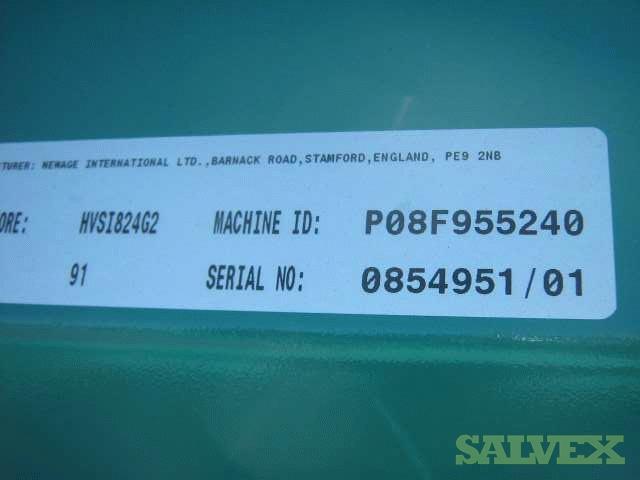 TURER: NEWAGE INTERNATIONAL LTD.,BARNACK ROAD,STAMFORD,ENGLAND, PE9 2NB
ORE: HVSI824G2 MACHINE ID: P08F955240
91 SERIAL NO: 0854951/01
SALVEX